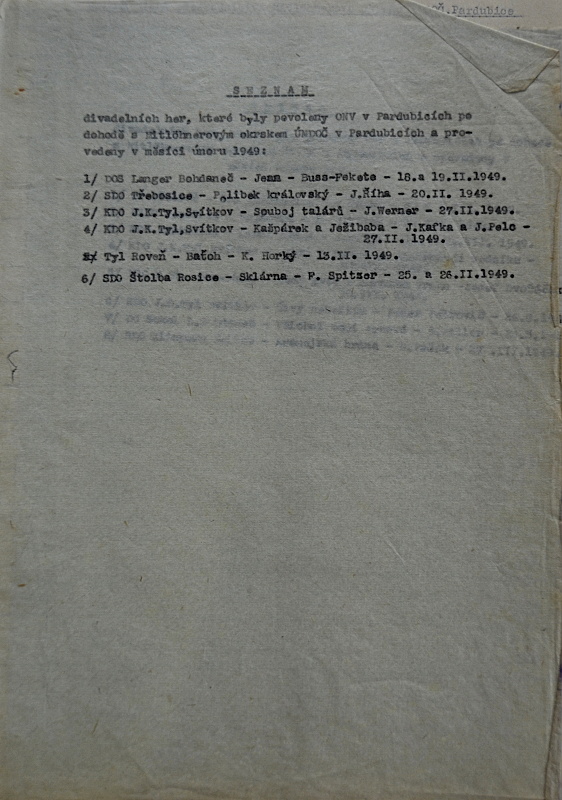 Pardubice
S E Z N A M
divadelních her, které byly povoleny ONV v Pardubicích po
dohodě s Mitlöhnerovým okrskem ÚMDOČ v Pardubicích a pro-
vedeny v měsíci únoru 1949:
1/ DOS Langer Bohdaneč - Jean - Buss-Fekete - 18.a 19.II.1949.
2/ SDO Třebosice - Polibek královský - J.Říha - 20.II. 1949.
3/ KDO J.K.Tyl,Svítkov - Souboj talárů - J.Werner - 27.II.1949.
4/ KDO J.K.Tyl,Svítkov - Kašpárek a Ježibaba - J.Kafka a J.Pelc -
27.II. 1949.
5/ Tyl Roveň - Baťoh - K. Horký - 13.II. 1949.
6/ SDO Štolba Rosice - Sklárna - F. Spitzer - 25. a 26.II.1949.